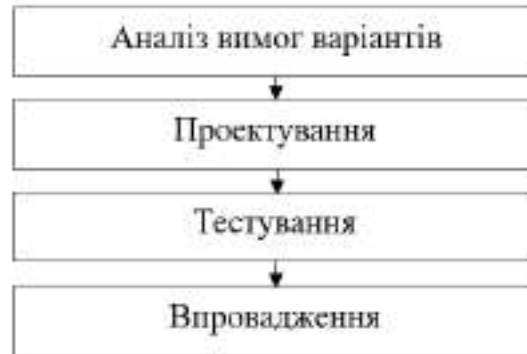 Аналіз вимог варіантів
Проектування
Тестування
Впровадження